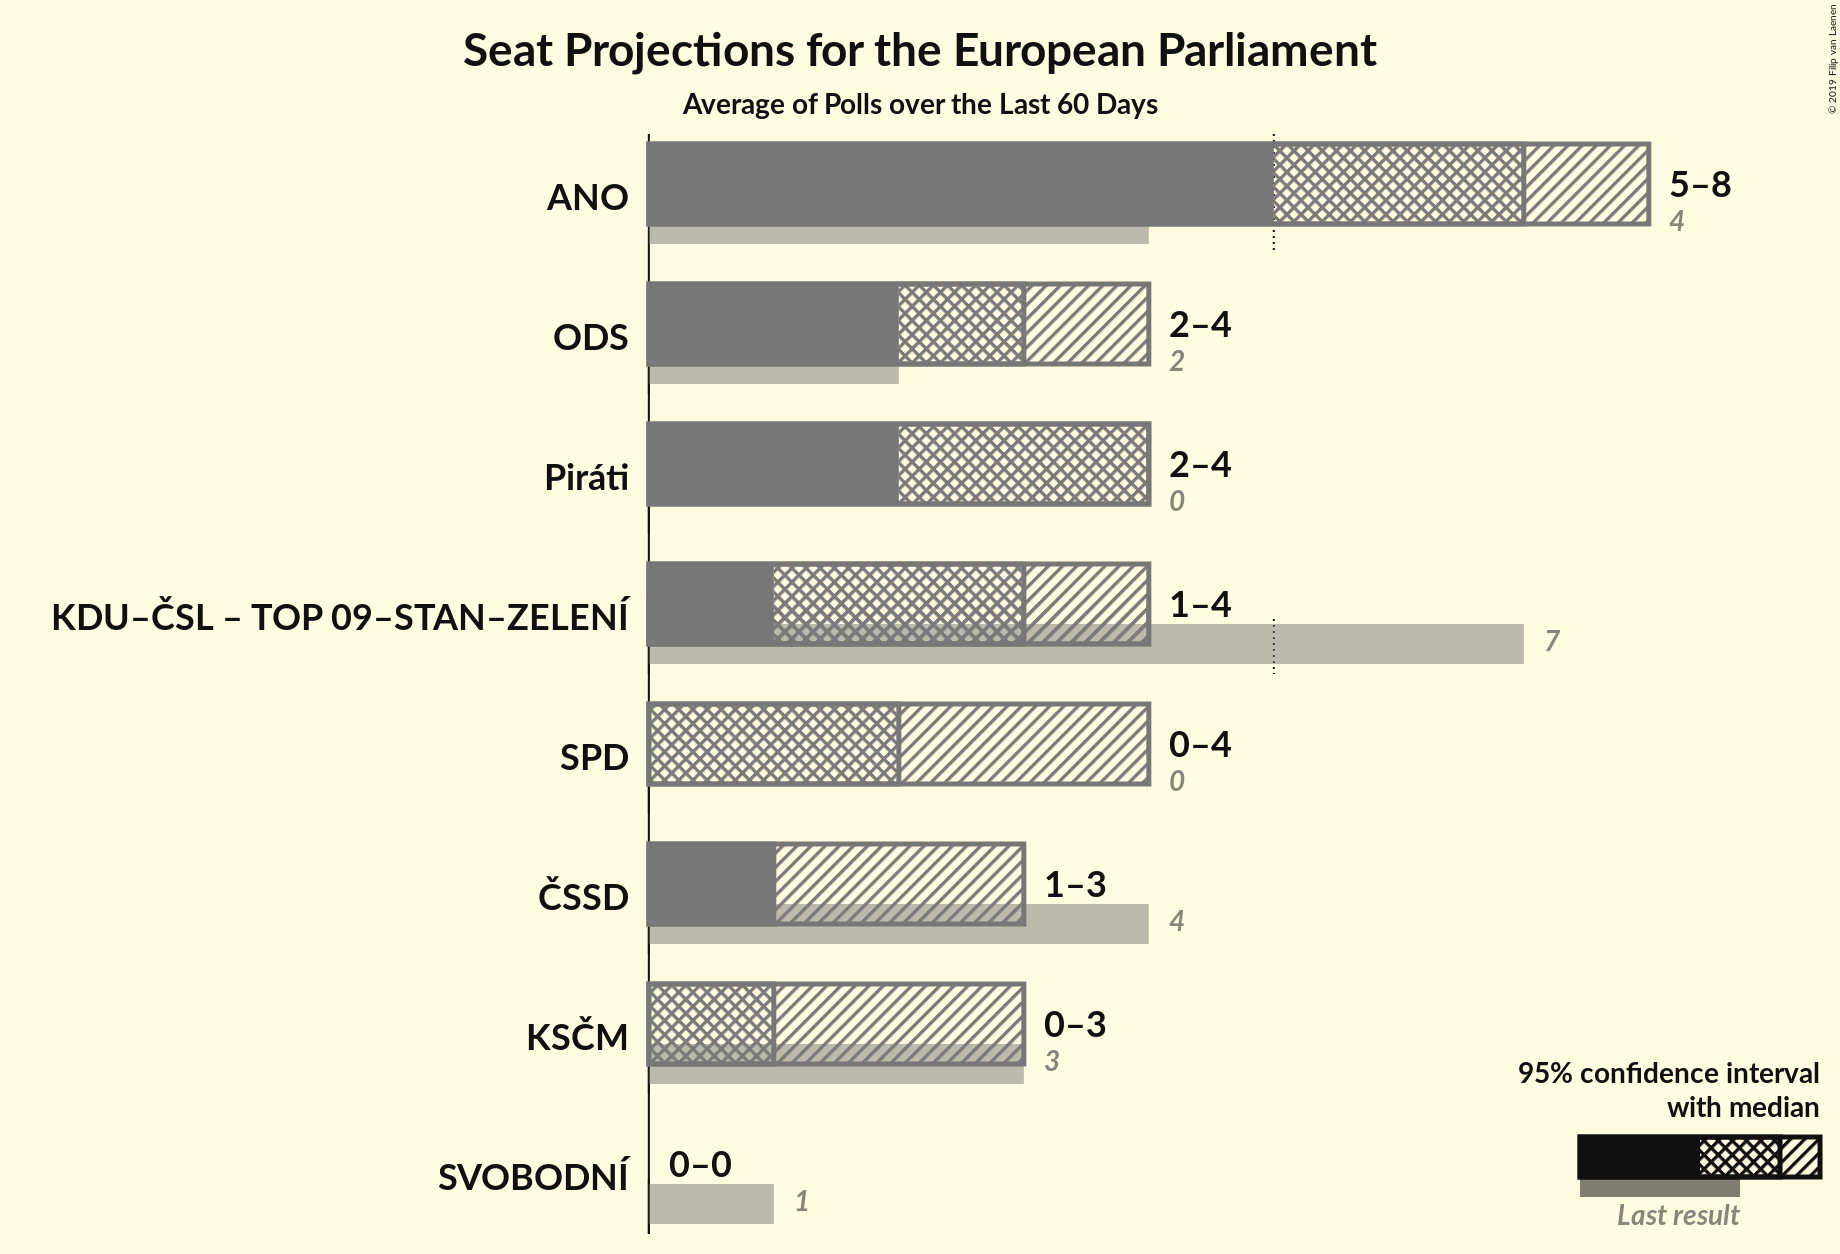 Seat Projections for the European Parliament
Average of Polls over the Last 60 Days
© 2019 Filip van Laenen
ANO
5–8
4
ODS
2–4
2
Piráti
2–4
0
KDU–ČSL – TOP 09–STAN–ZELENÍ
1–4
7
SPD
0–4
0
ČSSD
1–3
4
KSČM
0–3
3
SVOBODNÍ
0–0
1
95% confidence interval
with median
Last result